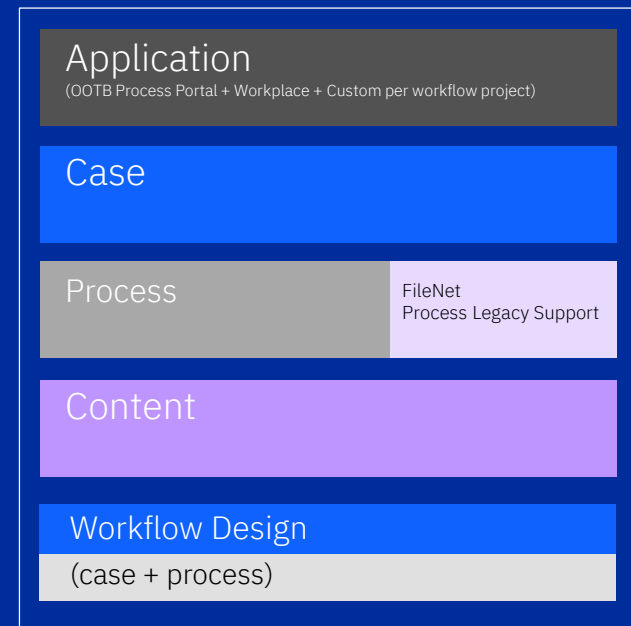 Application
(OOTB Process Portal + Workplace + Custom per workflow project)
Case
Process
FileNet
Process Legacy Support
Content
Workflow Design
(case + process)